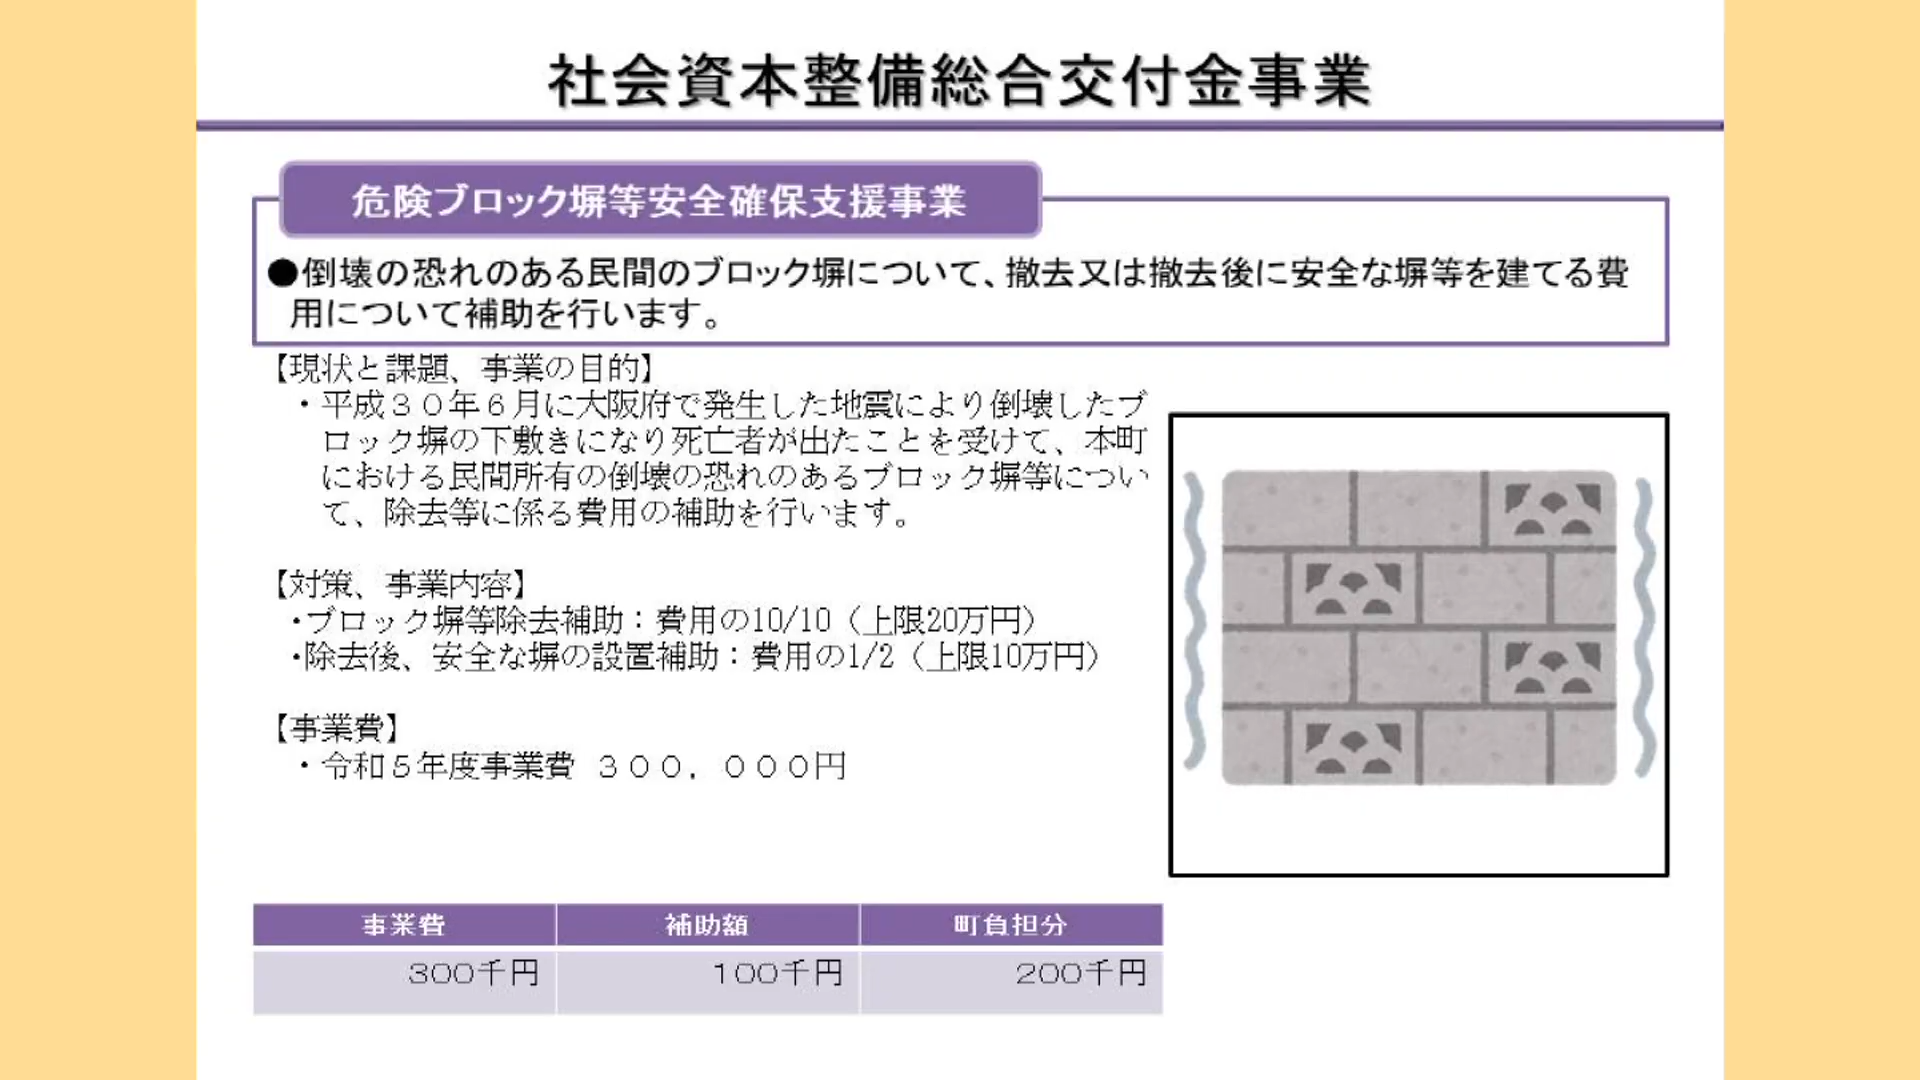 社会資本整備総合交付金事業
危険ブロック塀等安全確保支援事業
●倒壊の恐れのある民間のブロック塀について、撤去又は撤去後に安全な塀等を建てる費
用について補助を行います。
【現状と課題、事業の目的】
・平成３０年６月に大阪府で発生した地震により倒壊したブ
ロック塀の下敷きになり死亡者が出たことを受けて、本町
における民間所有の倒壊の恐れのあるブロック塀等につい
て、除去等に係る費用の補助を行います。
【対策、事業内容】
・ブロック塀等除去補助：費用の10/10（上限20万円）
・除去後、安全な塀の設置補助：費用の1/2（上限10万円）
【事業費】
・令和５年度事業費 ３００，０００円
事業費 補助額 町負担分
300千円 100千円 200千円